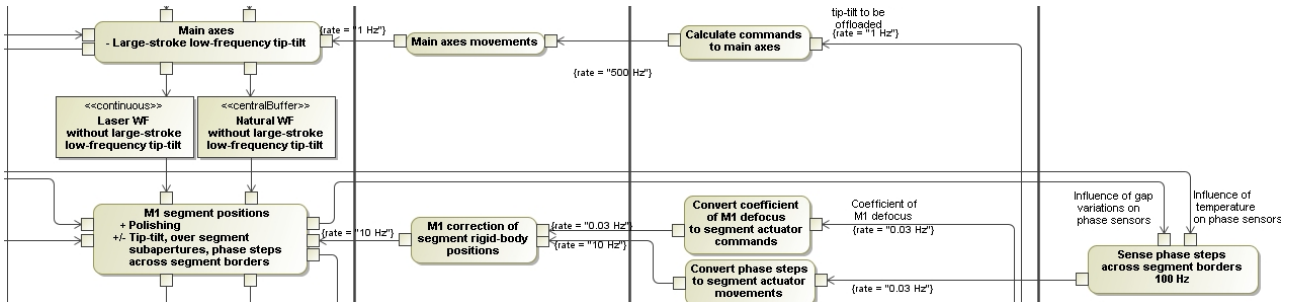 Main axes
- Large-stroke low-frequency tip-tilt
{rate = "1 Hz"}
Main axes movements
{rate = "500 Hz"}
Calculate commands
to main axes
tip-tilt to be
offloaded
{rate = "1 Hz"}
<<continuous>>
Laser WF
without large-stroke
low-frequency tip-tilt
<<centralBuffer>>
Natural WF
without large-stroke
low-frequency tip-tilt
M1 segment positions
+ Polishing
+/- Tip-tilt, over segment
subapertures, phase steps
across segment borders
{rate = "10 Hz"}
M1 correction of
segment rigid-body
positions
{rate = "0.03 Hz"}
{rate = "10 Hz"}
Convert coefficient
of M1 defocus
to segment actuator
commands
Coefficient of
M1 defocus
{rate = "0.03 Hz"}
Convert phase steps
to segment actuator
movements
{rate = "0.03 Hz"}
Influence of gap
variations on
phase sensors
Influence of
temperature
on phase sensors
Sense phase steps
across segment borders
100 Hz